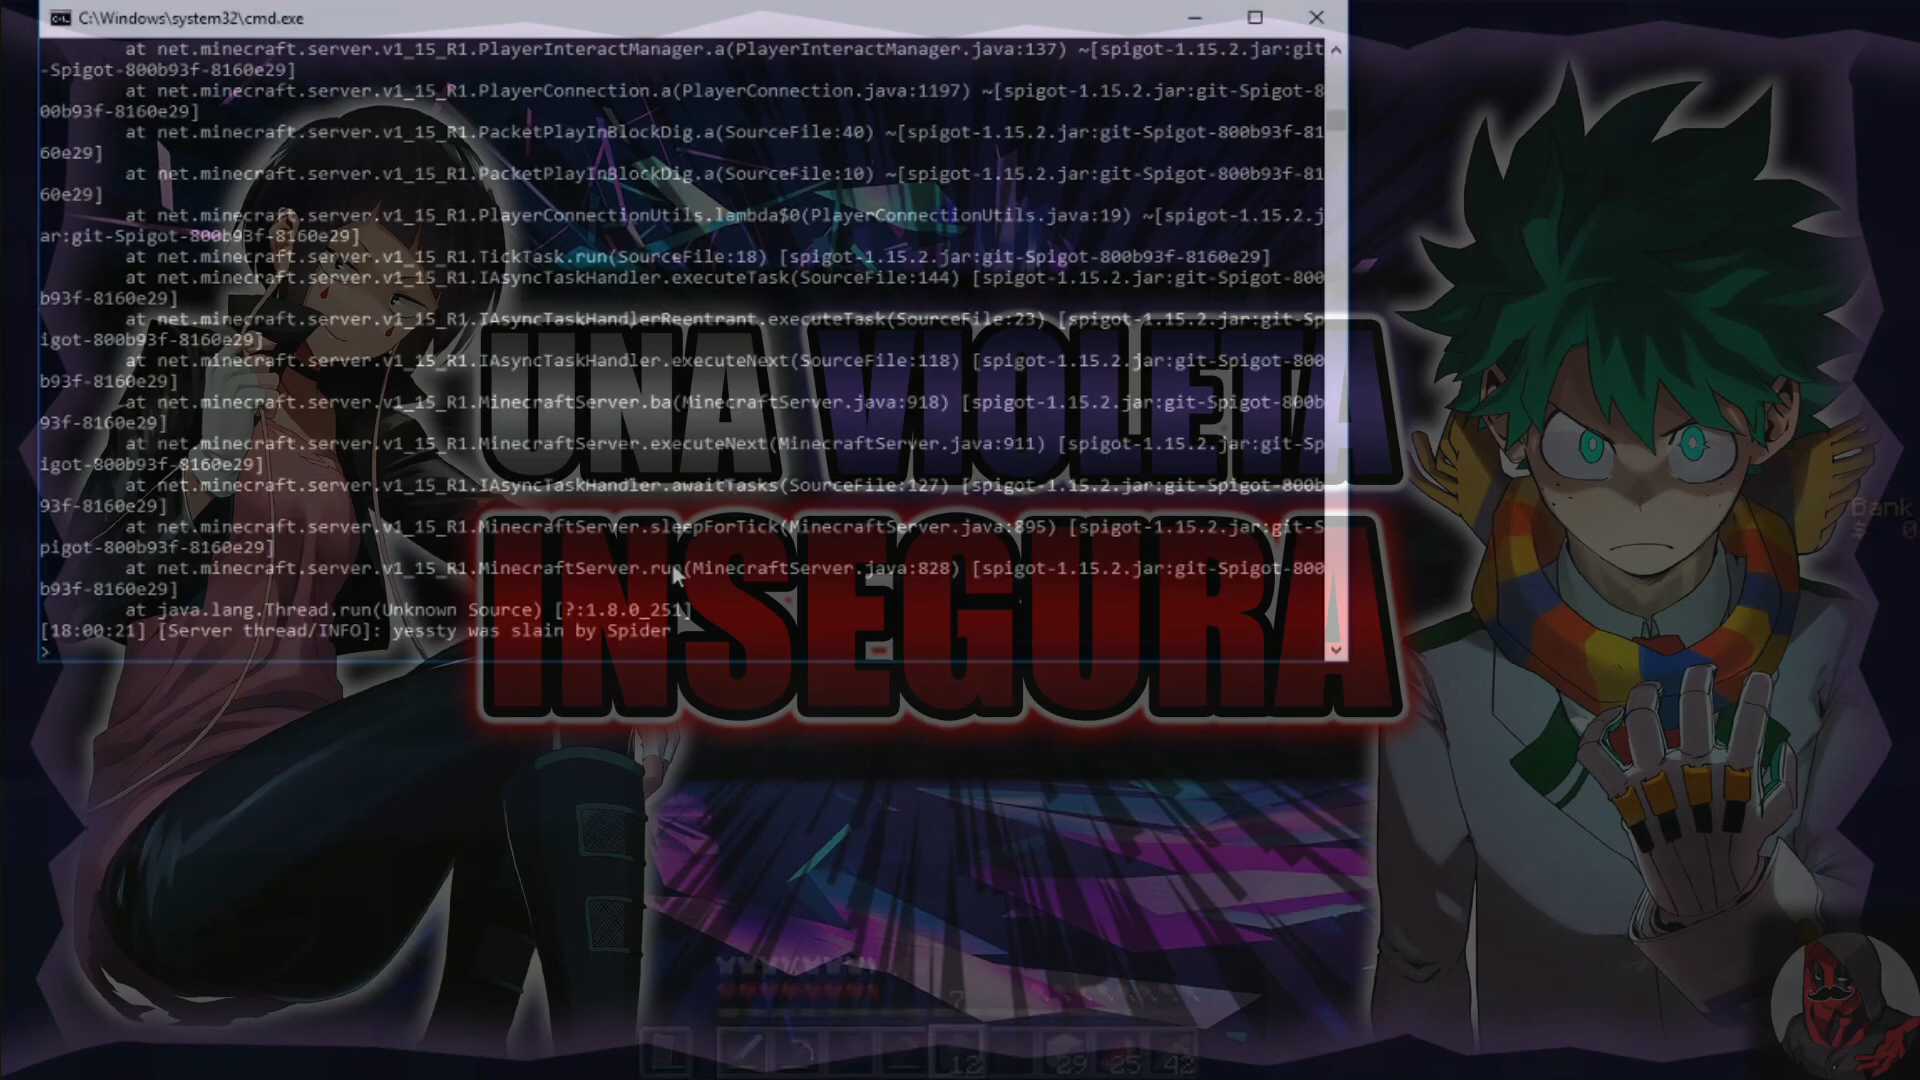 C:\Windows\system32\cmd.exe
at net.minecraft.server.v1_15_R1.PlayerInteractManager.a(PlayerInteractManager.java:137) ~[spigot-1.15.2.jar:git
-Spigot-800b93f-8160e29]
at net.minecraft.server.v1_15_R1.PlayerConnection.a(PlayerConnection.java:1197) ~[spigot-1.15.2.jar:git-Spigot-8
00b93f-8160e29]
at net.minecraft.server.v1_15_R1.PacketPlayInBlockDig.a(SourceFile:40) ~[spigot-1.15.2.jar:git-Spigot-800b93f-81
60e29]
at net.minecraft.server.v1_15_R1.PacketPlayInBlockDig.a(SourceFile:10) ~[spigot-1.15.2.jar:git-Spigot-800b93f-81
60e29]
at net.minecraft.server.v1_15_R1.PlayerConnectionUtils.lambda$0(PlayerConnectionUtils.java:19) ~[spigot-1.15.2.j
ar:git-Spigot-800b93f-8160e29]
at net.minecraft.server.v1_15_R1.TickTask.run(SourceFile:18) [spigot-1.15.2.jar:git-Spigot-800b93f-8160e29]
at net.minecraft.server.v1_15_R1.IAsyncTaskHandler.executeTask(SourceFile:144) [spigot-1.15.2.jar:git-Spigot-800
b93f-8160e29]
at net.minecraft.server.v1_15_R1.IAsyncTaskHandlerReentrant.executeTask(SourceFile:23) [spigot-1.15.2.jar:git-Sp
igot-800b93f-8160e29]
at net.minecraft.server.v1_15_R1.IAsyncTaskHandler.executeNext(SourceFile:118) [spigot-1.15.2.jar:git-Spigot-800
b93f-8160e29]
at net.minecraft.server.v1_15_R1.MinecraftServer.ba(MinecraftServer.java:918) [spigot-1.15.2.jar:git-Spigot-800b
93f-8160e29]
at net.minecraft.server.v1_15_R1.MinecraftServer.executeNext(MinecraftServer.java:911) [spigot-1.15.2.jar:git-Sp
igot-800b93f-8160e29]
at net.minecraft.server.v1_15_R1.IAsyncTaskHandler.awaitTasks(SourceFile:127) [spigot-1.15.2.jar:git-Spigot-800b
93f-8160e29]
at net.minecraft.server.v1_15_R1.MinecraftServer.sleepForTick(MinecraftServer.java:895) [spigot-1.15.2.jar:git-S
pigot-800b93f-8160e29]
at net.minecraft.server.v1_15_R1.MinecraftServer.run(MinecraftServer.java:828) [spigot-1.15.2.jar:git-Spigot-800
b93f-8160e29]
at java.lang.Thread.run(Unknown Source) [?:1.8.0_251]
[18:00:21] [Server thread/INFO]: yessty was slain by Spider
>
UNA VIOLETA
INSEGURA
Bank
$ 0
7
12 29 25 42